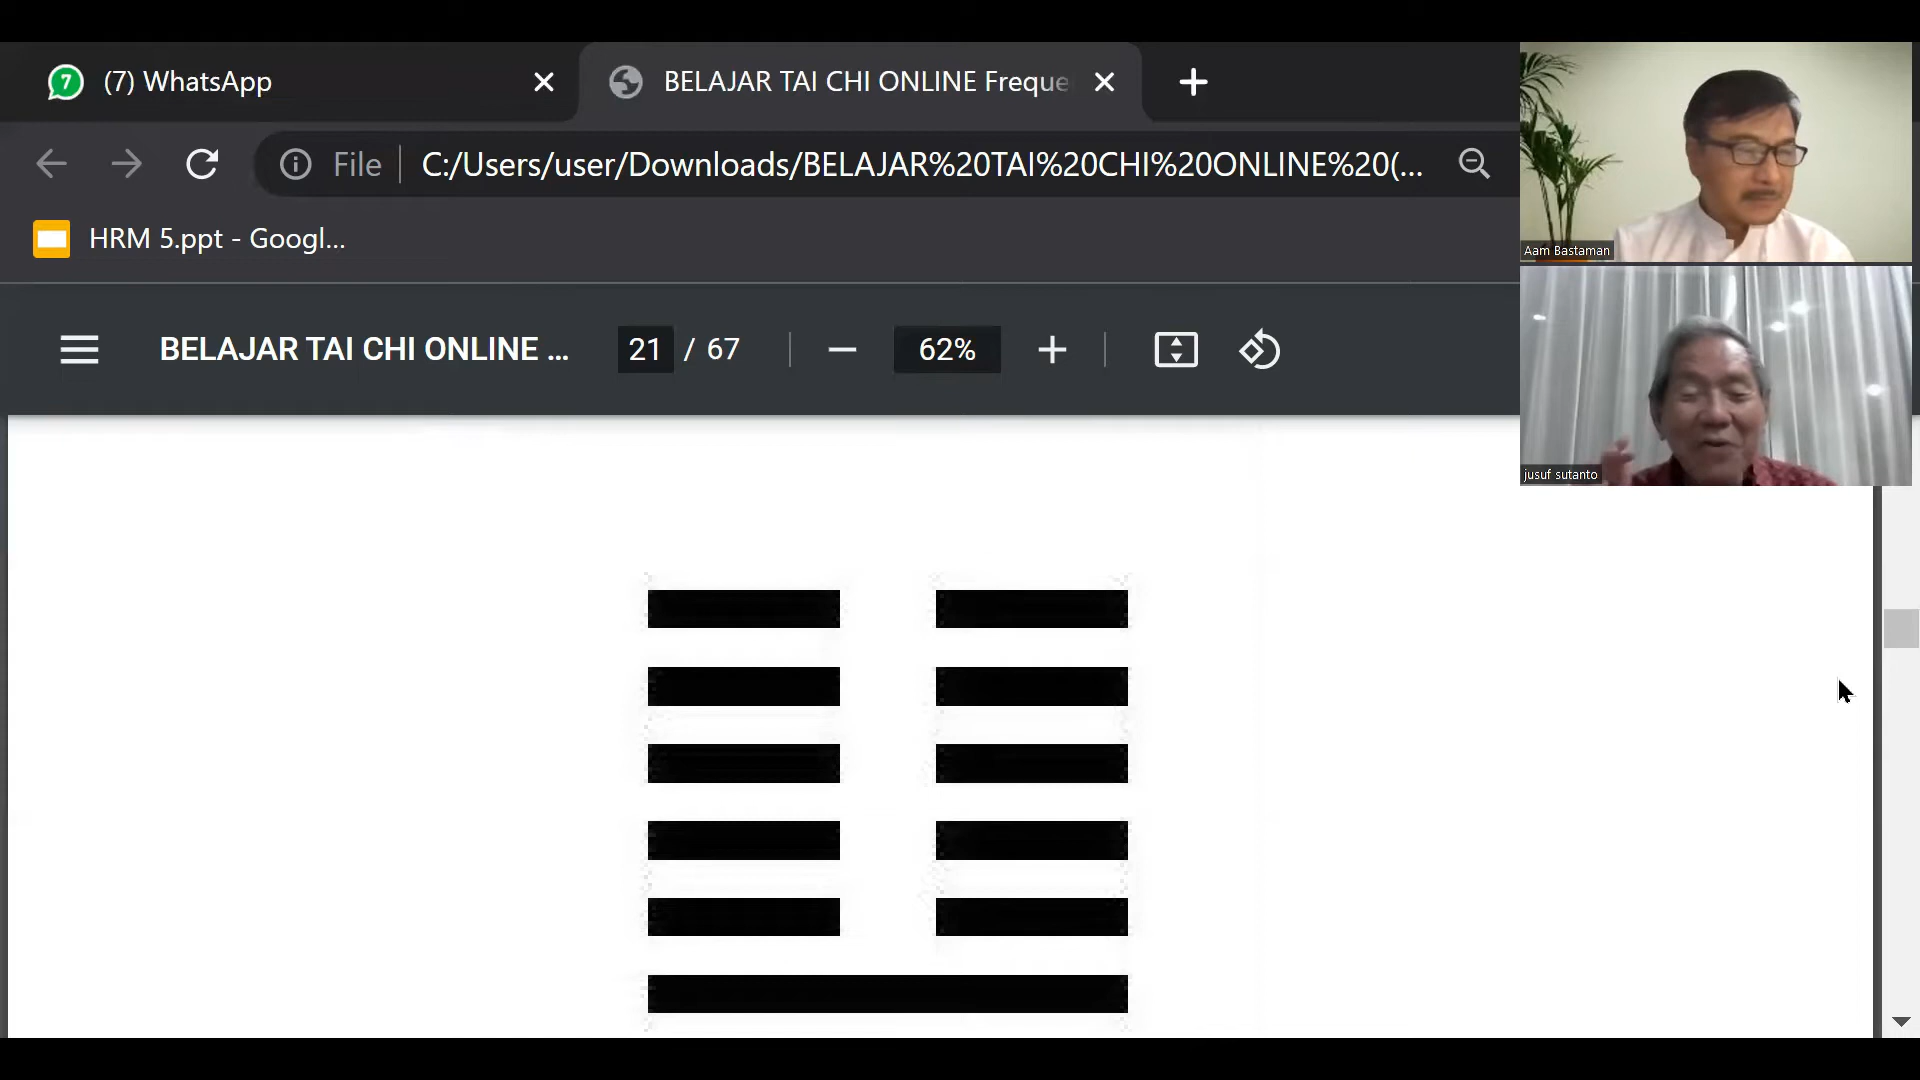 7 (7) WhatsApp
BELAJAR TAI CHI ONLINE Freque
File C:/Users/user/Downloads/BELAJAR%20TAI%20CHI%20ONLINE%20(...
HRM 5.ppt - Googl...
BELAJAR TAI CHI ONLINE ... 21 / 67 62%
Aam Bastaman
jusuf sutanto